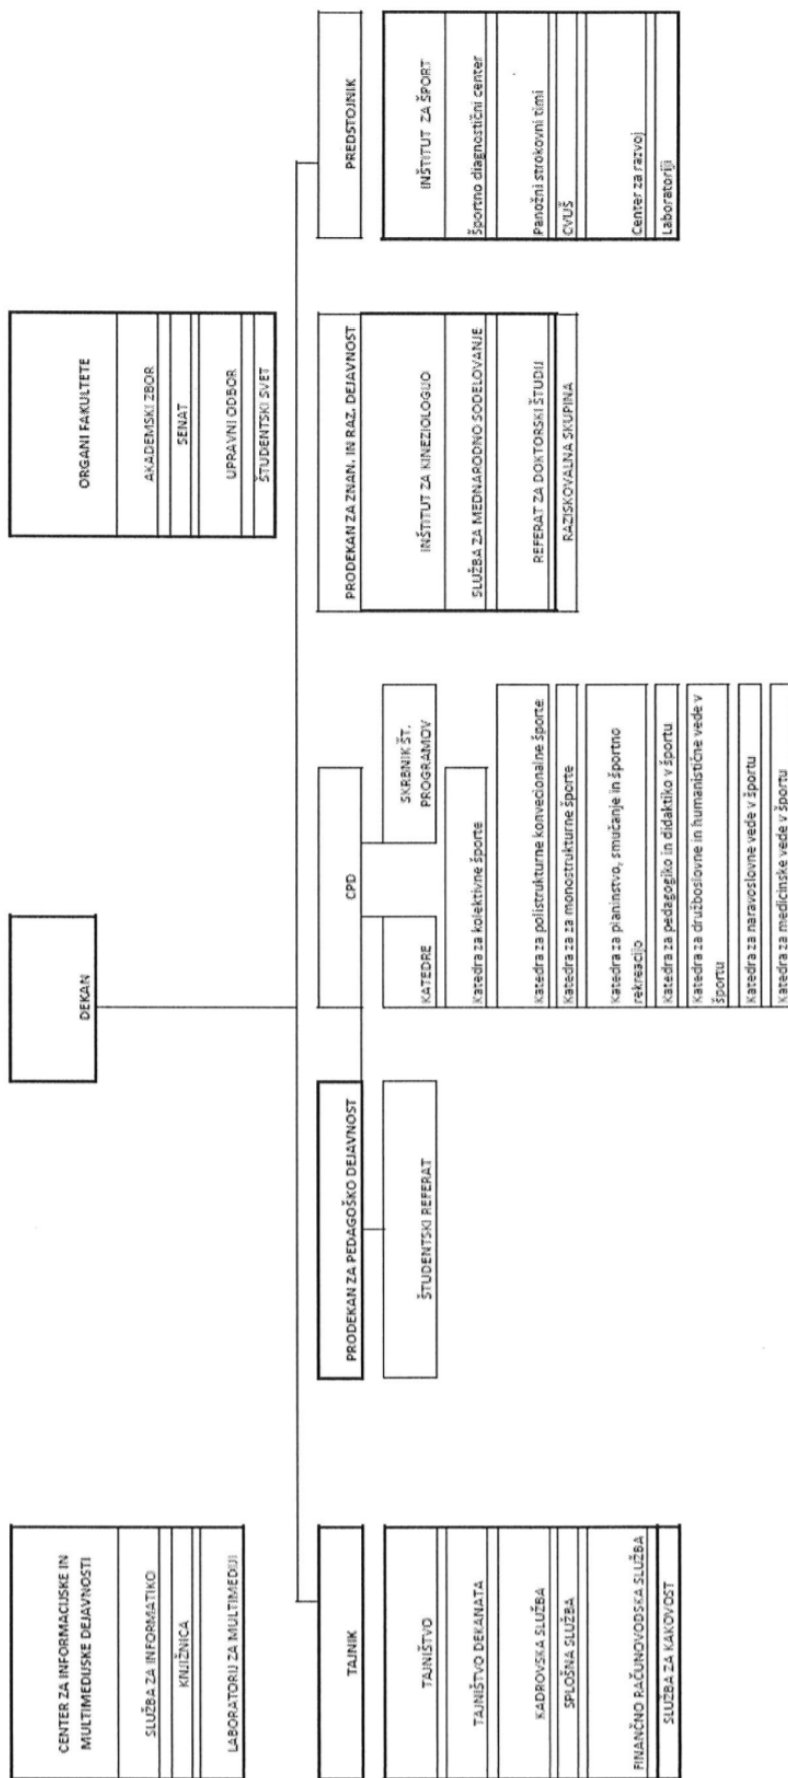 CENTER ZA INFORMACIJSKE IN
MULTIMEDIJSKE DEJAVNOSTI
SLUŽBA ZA INFORMATIKO
KNJIŽNICA
LABORATORIJ ZA MULTIMEDIJI
DEKAN
ORGANI FAKULTETE
AKADEMSKI ZBOR
SENAT
UPRAVNI ODBOR
ŠTUDENTSKI SVET
TAJNIK
TAJNIŠTVO
TAJNIŠTVO DEKANATA
KADROVSKA SLUŽBA
SPLOŠNA SLUŽBA
FINANČNO RAČUNOVODSKA SLUŽBA
SLUŽBA ZA KAKOVOST
PRODEKAN ZA PEDAGOŠKO DEJAVNOST
ŠTUDENTSKI REFERAT
CPD
KATEDRE
SKRBNIK ŠT.
PROGRAMOV
Katedra za kolektivne športe
Katedra za polistrukturne konvecionalne športe
Katedra za za monostrukturne športe
Katedra za planinstvo, smučanje in športno
rekreacijo
Katedra za pedagogiko in didaktiko v športu
Katedra za družboslovne in humanistične vede v
športu
Katedra za naravoslovne vede v športu
Katedra za medicinske vede v športu
PRODEKAN ZA ZNAN. IN RAZ. DEJAVNOST
INŠTITUT ZA KINEZIOLOGIJO
SLUŽBA ZA MEDNARODNO SODELOVANJE
REFERAT ZA DOKTORSKI ŠTUDIJ
RAZISKOVALNA SKUPINA
PREDSTOJNIK
INŠTITUT ZA ŠPORT
Športno diagnostični center
Panožni strokovni timi
CVUŠ
Center za razvoj
Laboratoriji